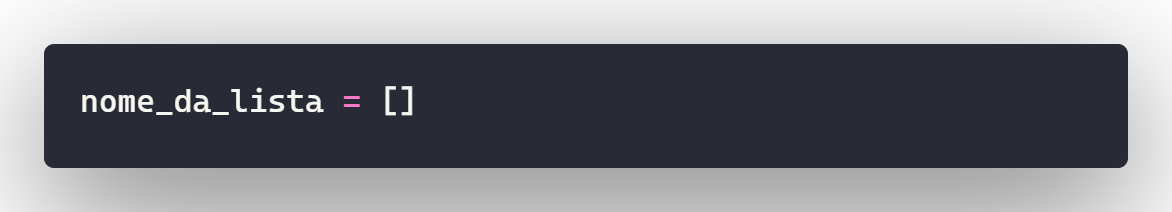 nome_da_lista = []